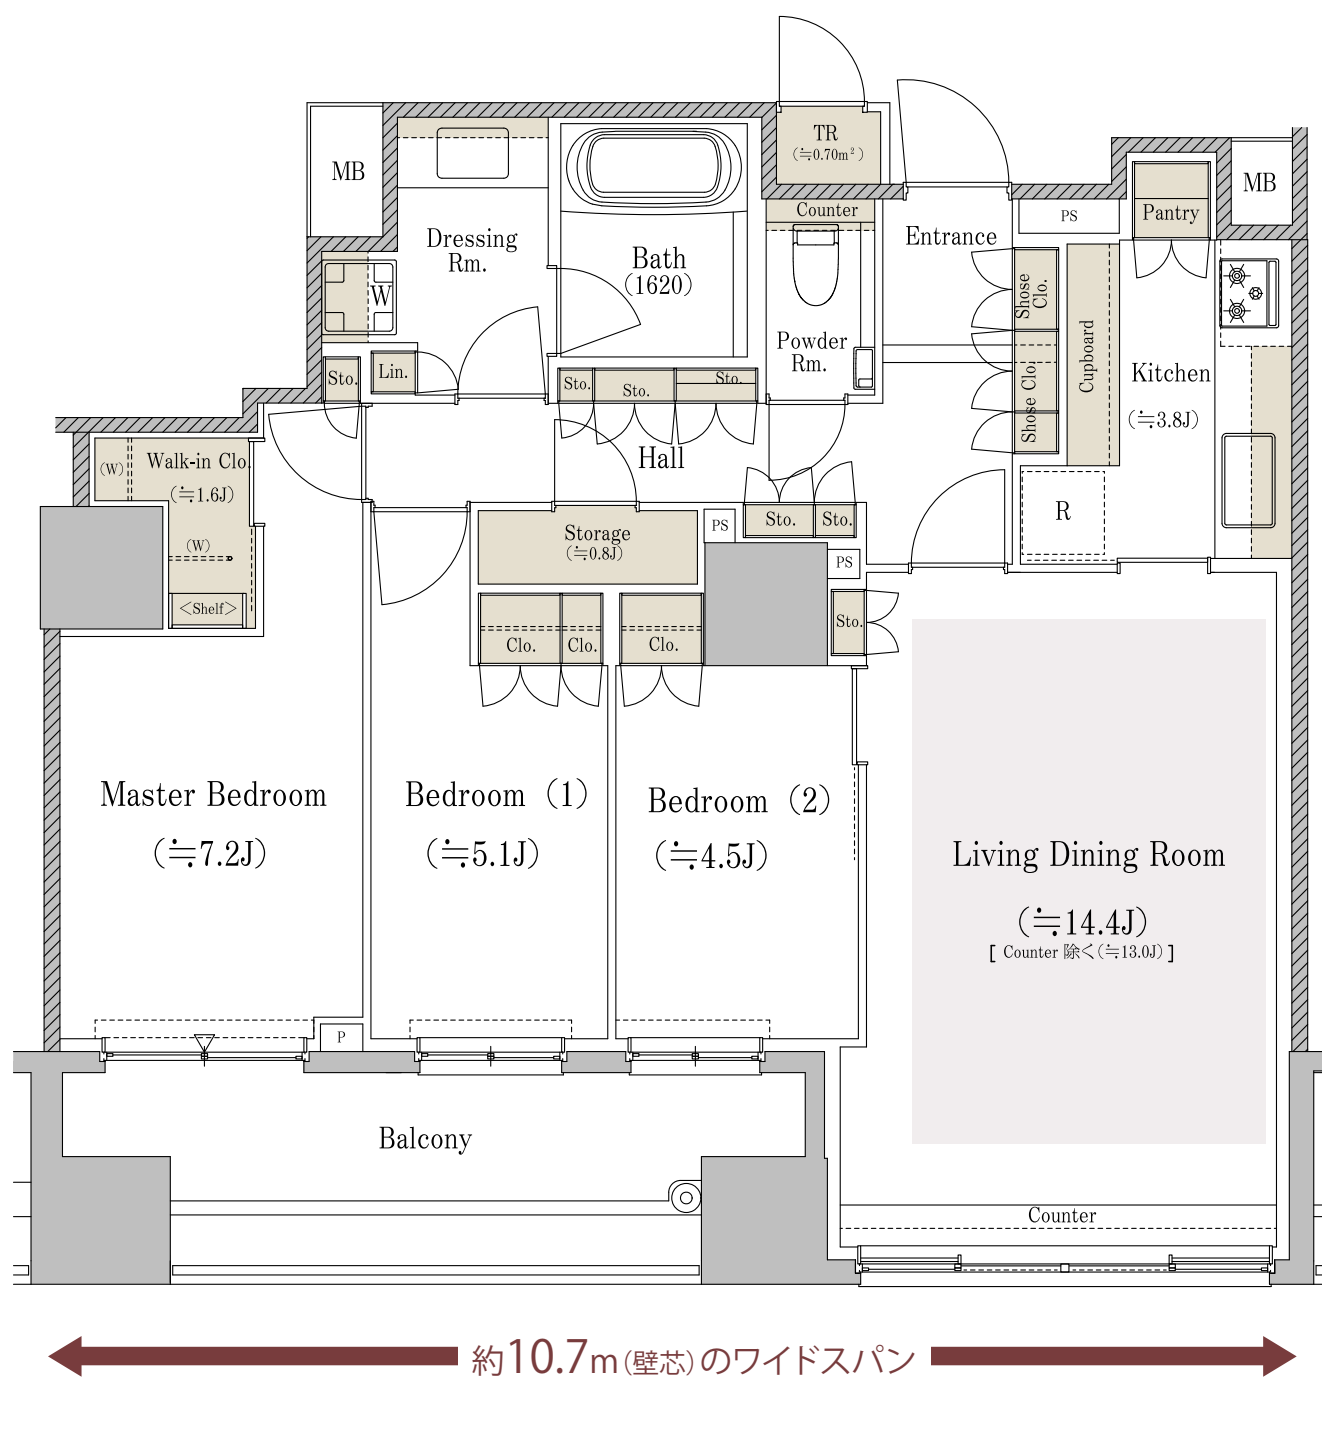 TR
(≒0.70m²)
MB
MB
Counter
PS
Pantry
Dressing
Rm.
Entrance
Bath
(1620)
W
Shose
Clo.
Powder
Rm.
Cupboard
Kitchen
(≒3.8J)
Sto.
Lin.
Sto.
Sto.
Sto.
Shose Clo.
Hall
Walk-in Clo.
(W)
(≒1.6J)
R
PS
Sto.
Sto.
Storage
(≒0.8J)
(W)
PS
<Shelf>
Sto.
Clo.
Clo.
Clo.
Master Bedroom
(≒7.2J)
Bedroom (1)
(≒5.1J)
Bedroom (2)
(≒4.5J)
Living Dining Room
(≒14.4J)
[ Counter 除く(≒13.0J) ]
P
Balcony
Counter
約10.7m(壁芯)のワイドスパン